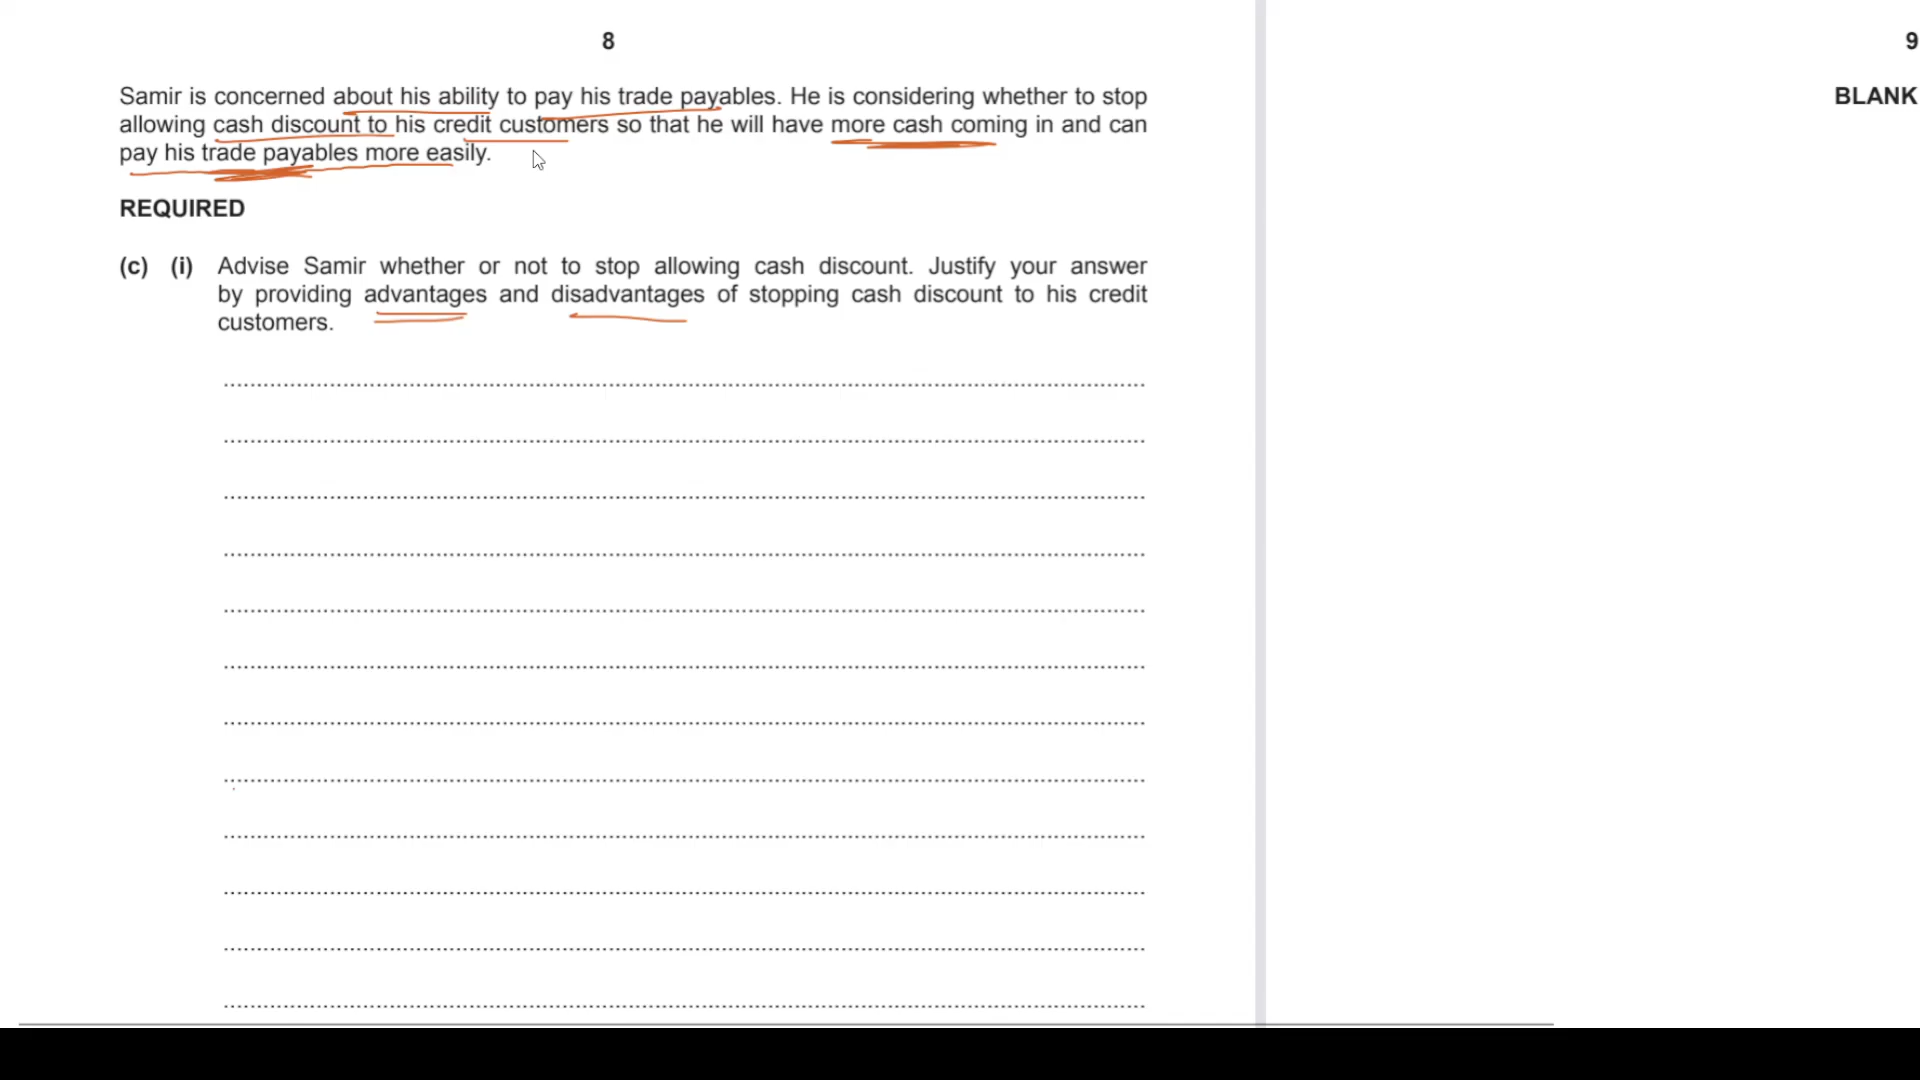 8
9
Samir is concerned about his ability to pay his trade payables. He is considering whether to stop
allowing cash discount to his credit customers so that he will have more cash coming in and can
pay his trade payables more easily.
BLANK
REQUIRED
(c) (i) Advise Samir whether or not to stop allowing cash discount. Justify your answer
by providing advantages and disadvantages of stopping cash discount to his credit
customers.